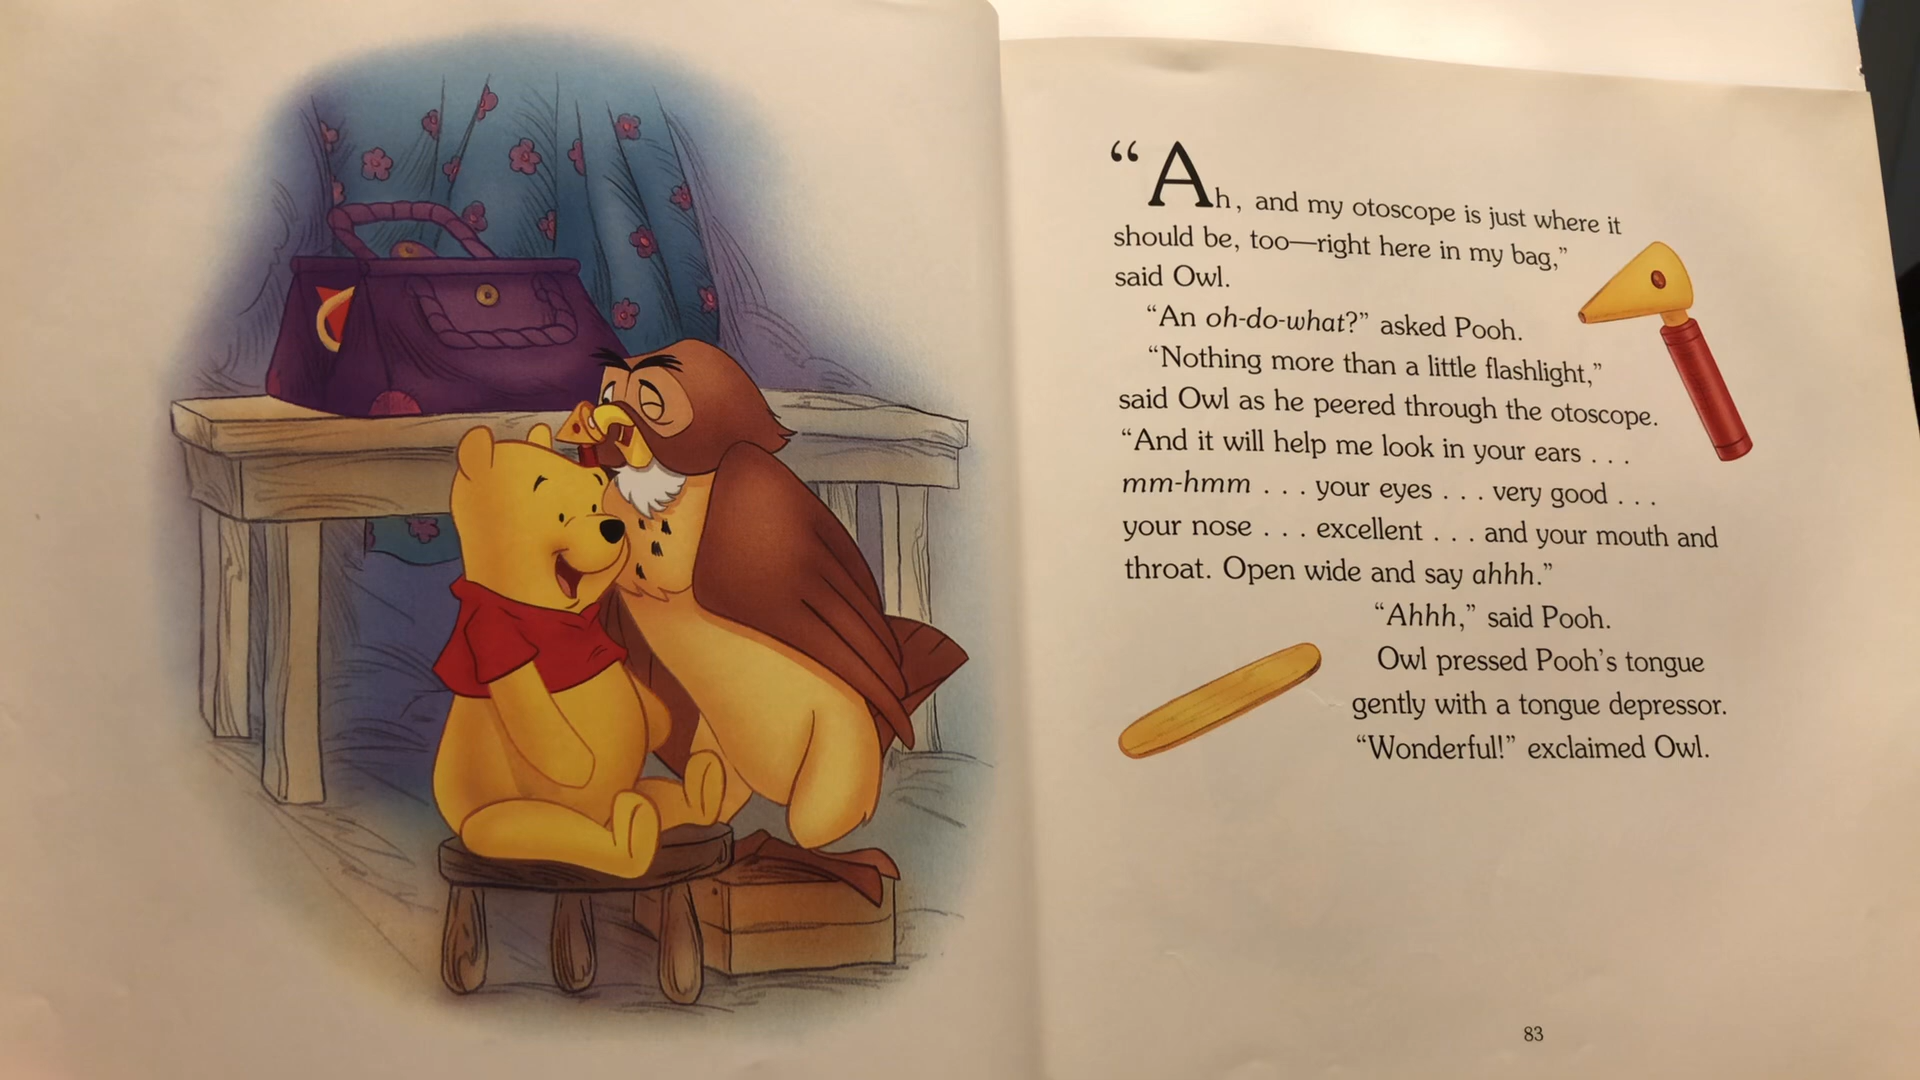 “Ah, and my otoscope is just where it
should be, too—right here in my bag,”
said Owl.
“An oh-do-what?” asked Pooh.
“Nothing more than a little flashlight,”
said Owl as he peered through the otoscope.
“And it will help me look in your ears . . .
mm-hmm . . . your eyes . . . very good . . .
your nose . . . excellent . . . and your mouth and
throat. Open wide and say ahhh.”
“Ahhh,” said Pooh.
Owl pressed Pooh’s tongue
gently with a tongue depressor.
“Wonderful!” exclaimed Owl.
83